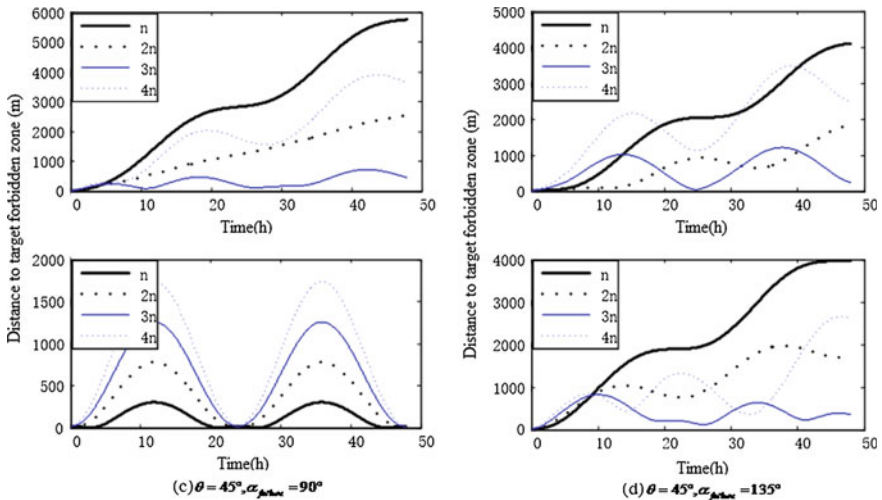 Distance to target forbidden zone (m)
6000
5000
4000
3000
2000
1000
0
n
2n
3n
4n
0 10 20 30 40 50
Time(h)
2000
1500
1000
500
0
n
2n
3n
4n
0 10 20 30 40 50
Time(h)
(c) θ = 45°, α_failure = 90°
Distance to target forbidden zone (m)
5000
4000
3000
2000
1000
0
n
2n
3n
4n
0 10 20 30 40 50
Time(h)
4000
3000
2000
1000
0
n
2n
3n
4n
0 10 20 30 40 50
Time(h)
(d) θ = 45°, α_failure = 135°